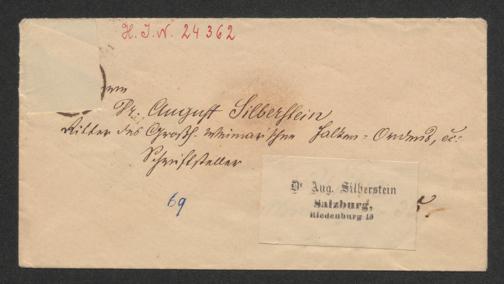 H. I. N. 24362
Dr. August Silberstein
Ritter des Großh. Weimar'schen Falken-Ordens, etc.
Schriftsteller
69
Dr Aug. Silberstein
Salzburg,
Riedenburg 19